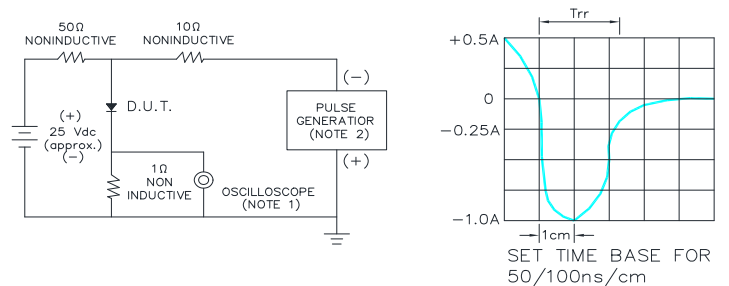 50Ω
NONINDUCTIVE
10Ω
NONINDUCTIVE
(−)
D.U.T.
PULSE
GENERATIOR
(NOTE 2)
(+)
25 Vdc
(approx.)
(−)
(+)
1Ω
NON
INDUCTIVE
OSCILLOSCOPE
(NOTE 1)
Trr
+0.5A
0
−0.25A
−1.0A
1cm
SET TIME BASE FOR
50/100ns/cm